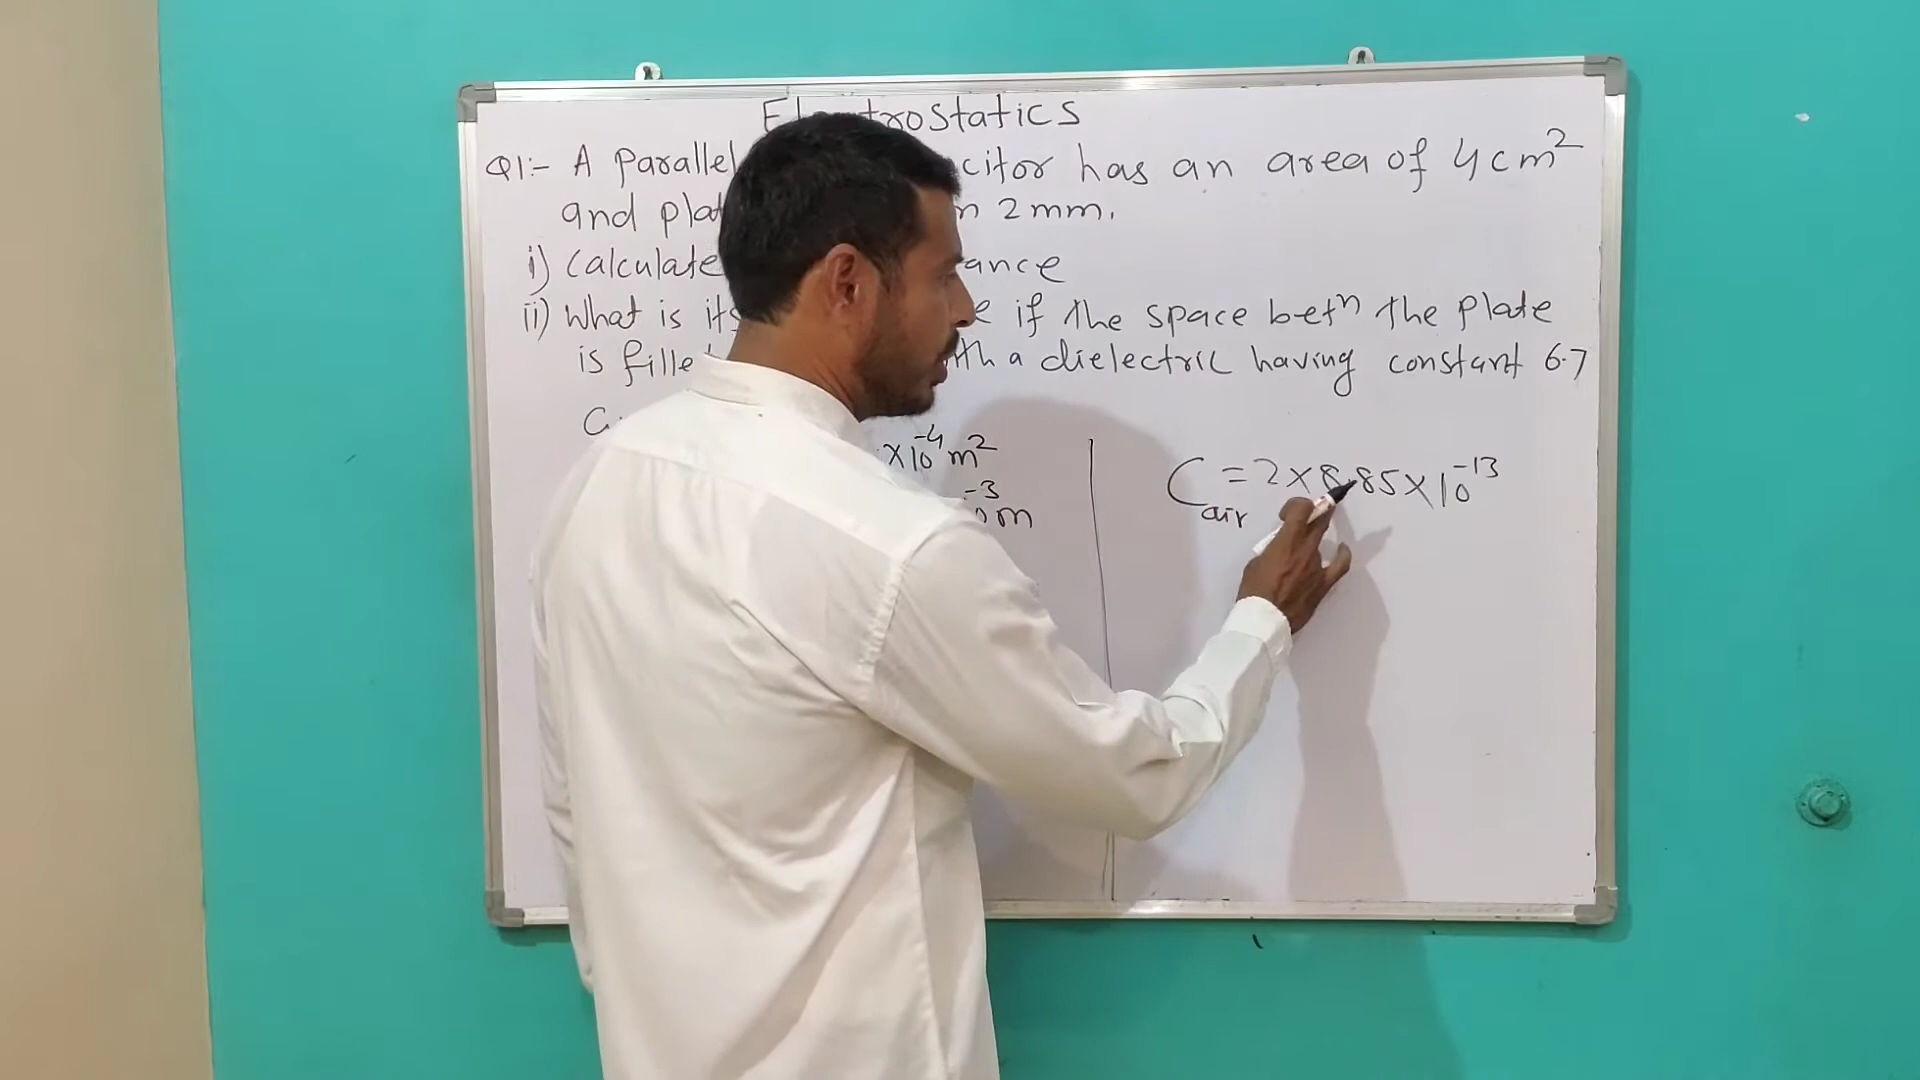 Electrostatics
Q1:- A parallel citor has an area of 4cm²
and plat n 2mm.
i) Calculate ance
ii) What is its e if the space betⁿ the plate
is fille th a dielectric having constant 6.7
G
×10⁻⁴m²
⁻³m
C = 2×8.85×10⁻¹³
air